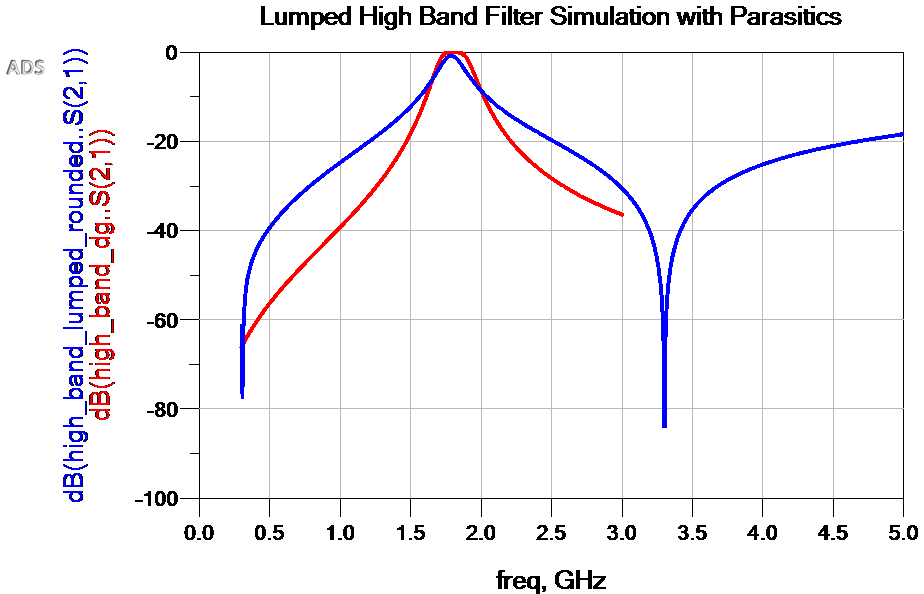 Lumped High Band Filter Simulation with Parasitics
ADS
dB(high_band_lumped_rounded..S(2,1))
dB(high_band_dg..S(2,1))
0
-20
-40
-60
-80
-100
0.0 0.5 1.0 1.5 2.0 2.5 3.0 3.5 4.0 4.5 5.0
freq, GHz